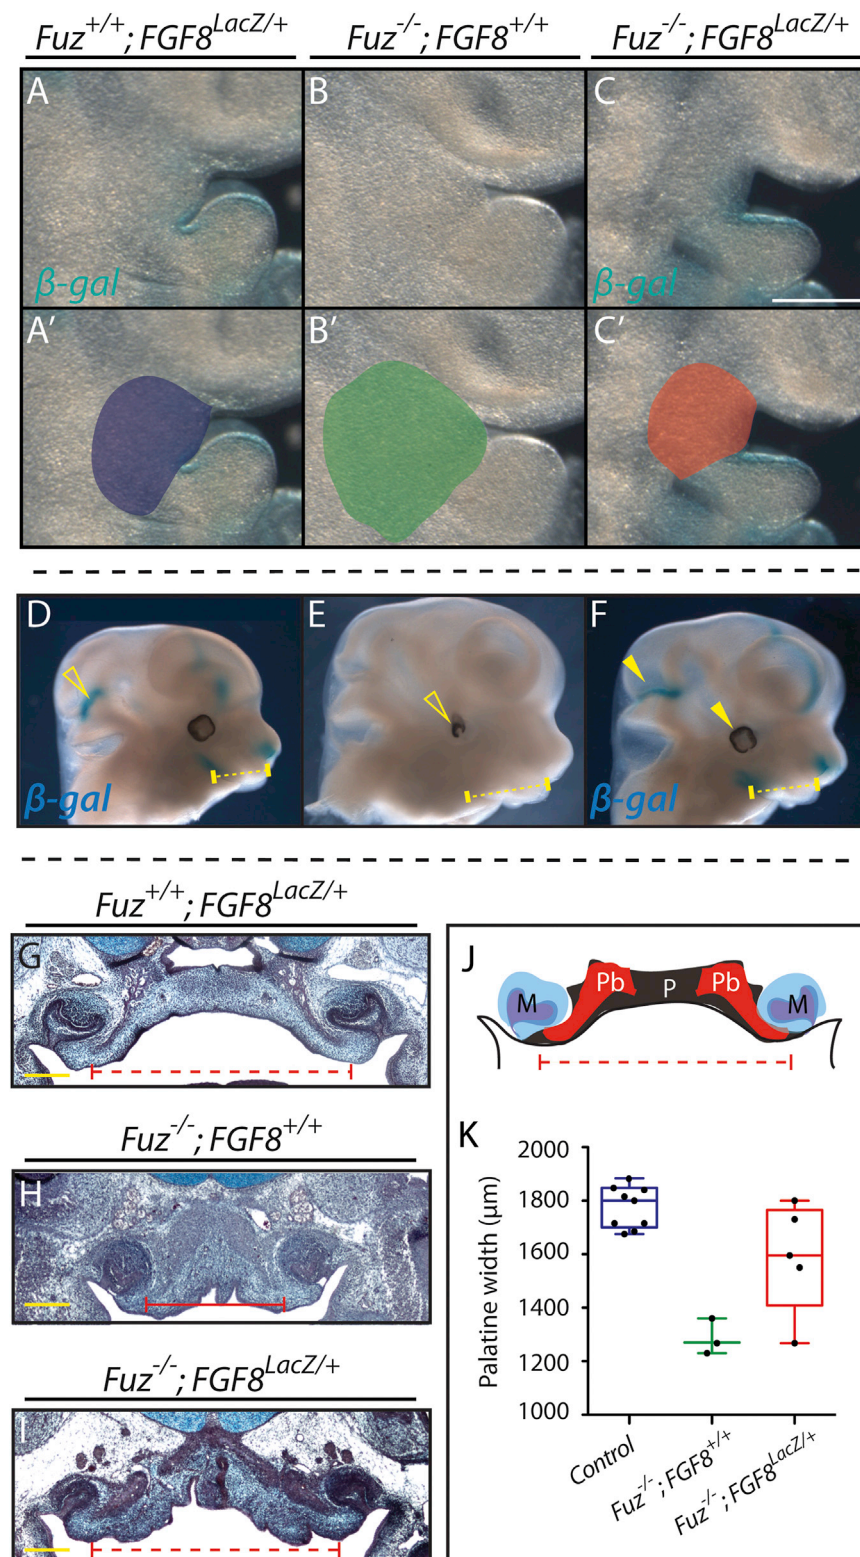 Fuz+/+; FGF8LacZ/+ Fuz-/-; FGF8+/+ Fuz-/-; FGF8LacZ/+
A B C
β-gal β-gal
A′ B′ C′
D E F
β-gal β-gal
Fuz+/+; FGF8LacZ/+
G
Fuz-/-; FGF8+/+
H
Fuz-/-; FGF8LacZ/+
I
J
M Pb P Pb M
K
Palatine width (μm)
2000
1800
1600
1400
1200
1000
Control
Fuz-/-; FGF8+/+
Fuz-/-; FGF8LacZ/+